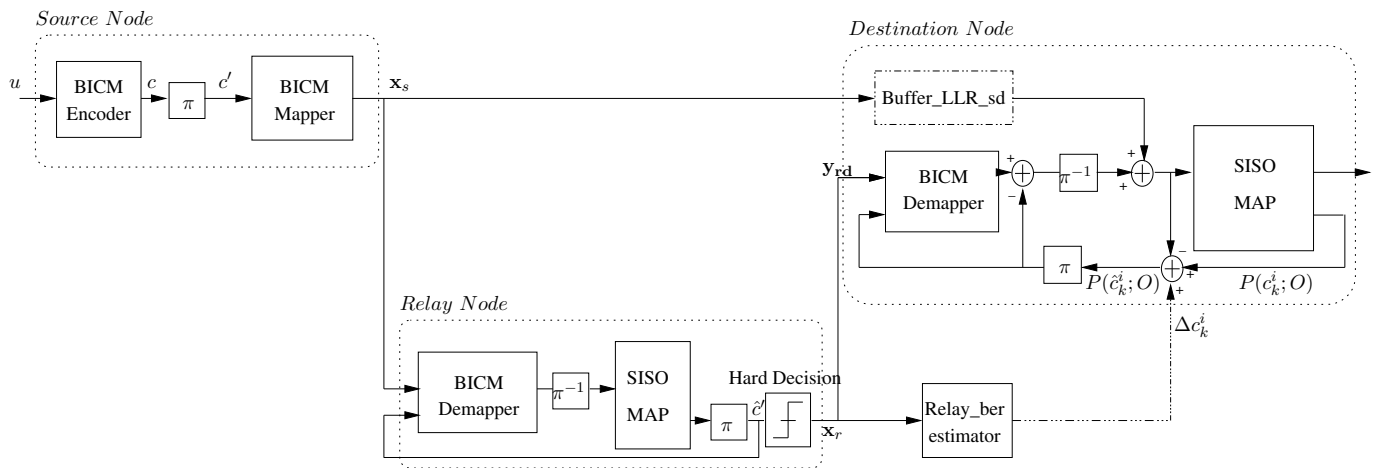 Source Node
u
BICM
Encoder
c
π
c′
BICM
Mapper
x_s
Destination Node
Buffer_LLR_sd
y_rd
BICM
Demapper
+
−
π⁻¹
+
+
SISO
MAP
π
P(ĉ_k^i; O)
−
+
+
P(c_k^i; O)
Δc_k^i
Relay Node
BICM
Demapper
π⁻¹
SISO
MAP
π
ĉ′
Hard Decision
x_r
Relay_ber
estimator